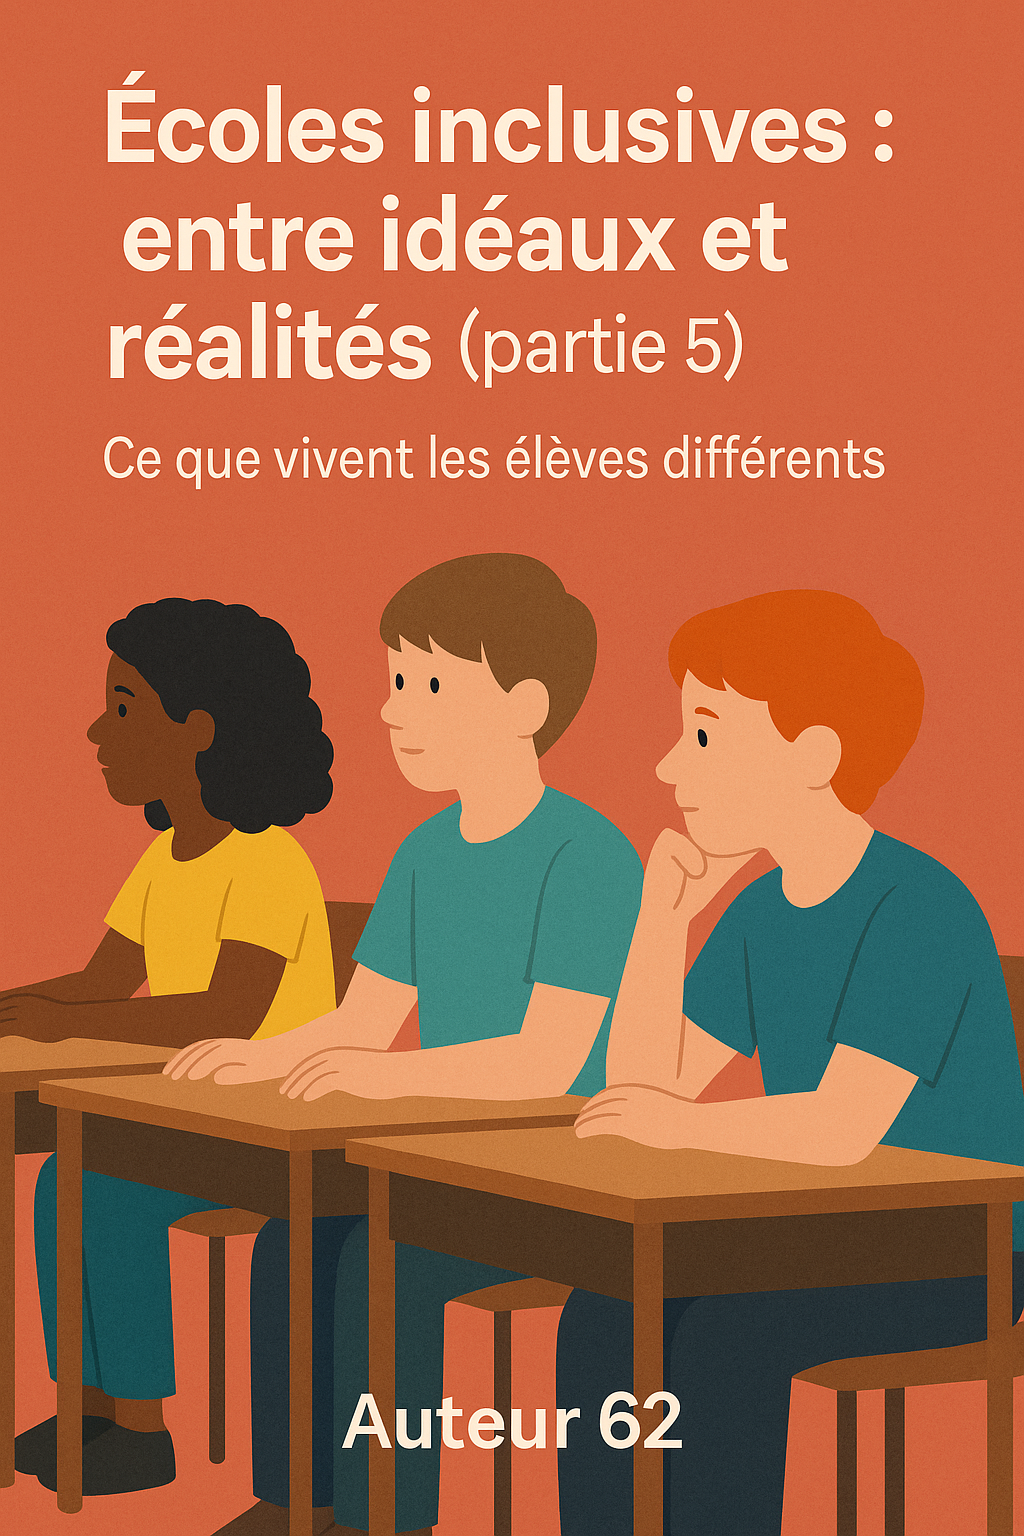 Écoles inclusives :
entre idéaux et
réalités (partie 5)
Ce que vivent les élèves différents
Auteur 62